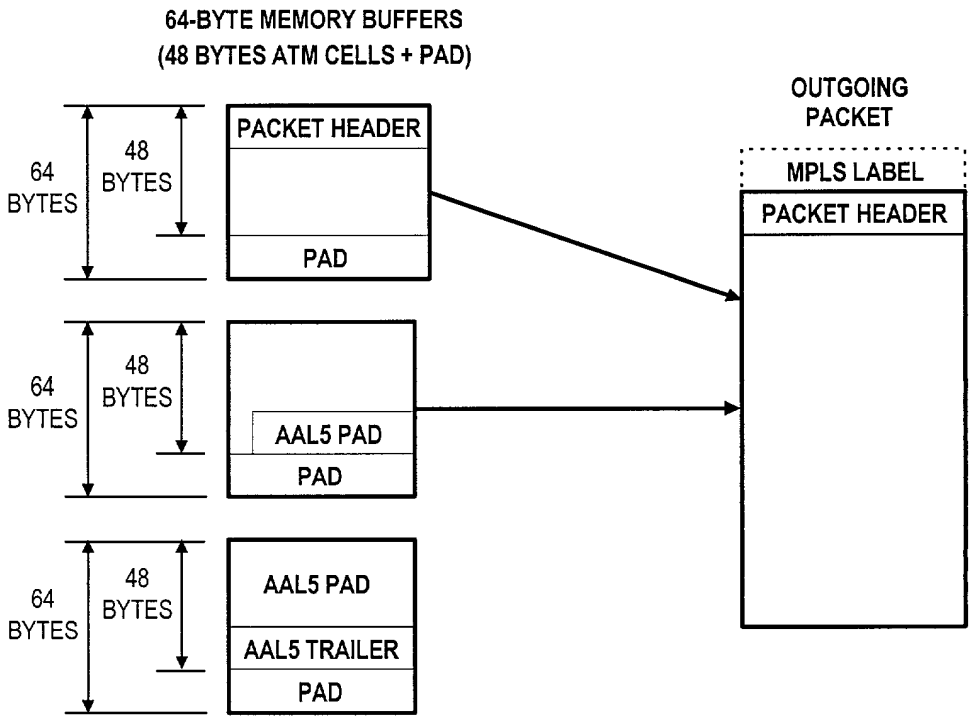 64-BYTE MEMORY BUFFERS
(48 BYTES ATM CELLS + PAD)
OUTGOING
PACKET
MPLS LABEL
PACKET HEADER
64
BYTES
48
BYTES
PACKET HEADER
PAD
64
BYTES
48
BYTES
AAL5 PAD
PAD
64
BYTES
48
BYTES
AAL5 PAD
AAL5 TRAILER
PAD